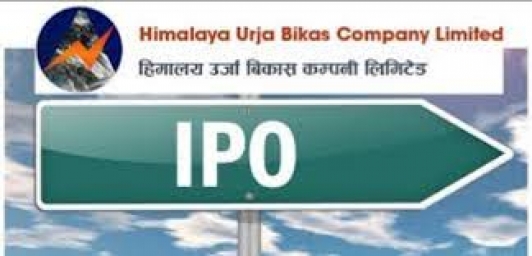 Himalaya Urja Bikas Company Limited
हिमालय उर्जा बिकास कम्पनी लिमिटेड
IPO